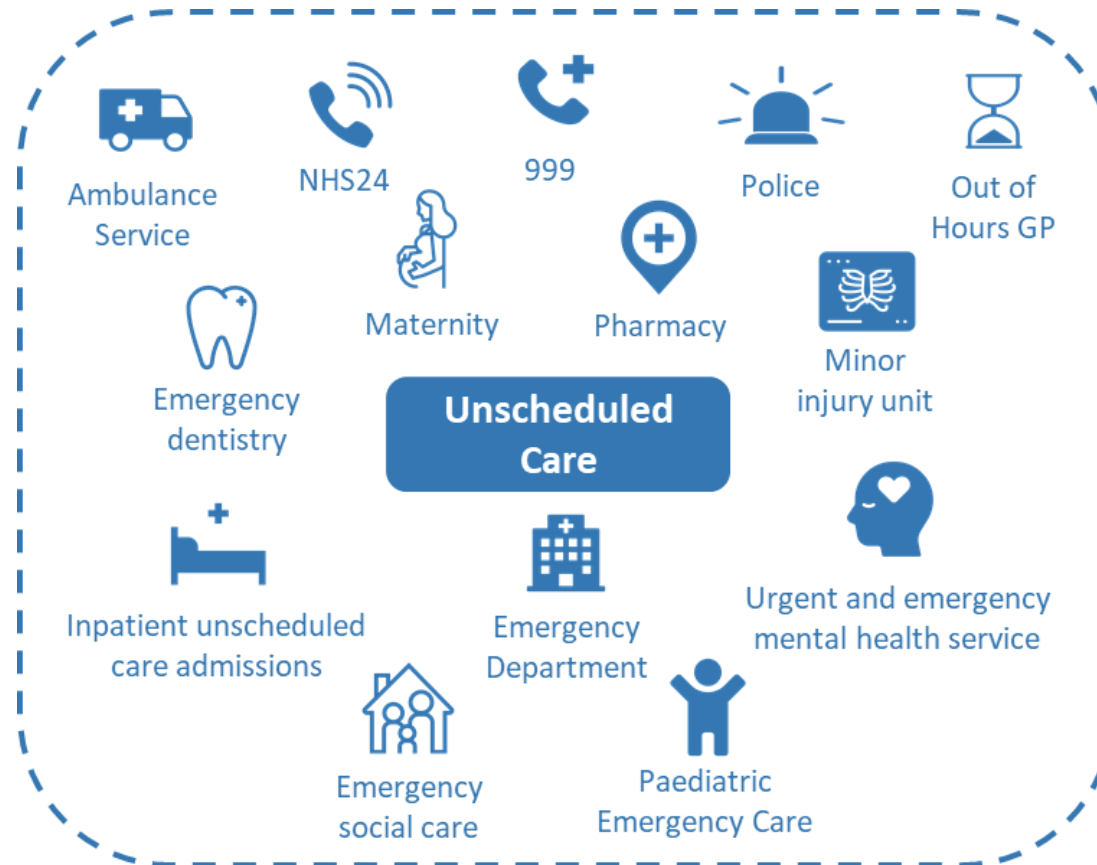 Ambulance
Service
NHS24
999
Police
Out of
Hours GP
Maternity
Pharmacy
Emergency
dentistry
Minor
injury unit
Unscheduled
Care
Inpatient unscheduled
care admissions
Emergency
Department
Urgent and emergency
mental health service
Emergency
social care
Paediatric
Emergency Care